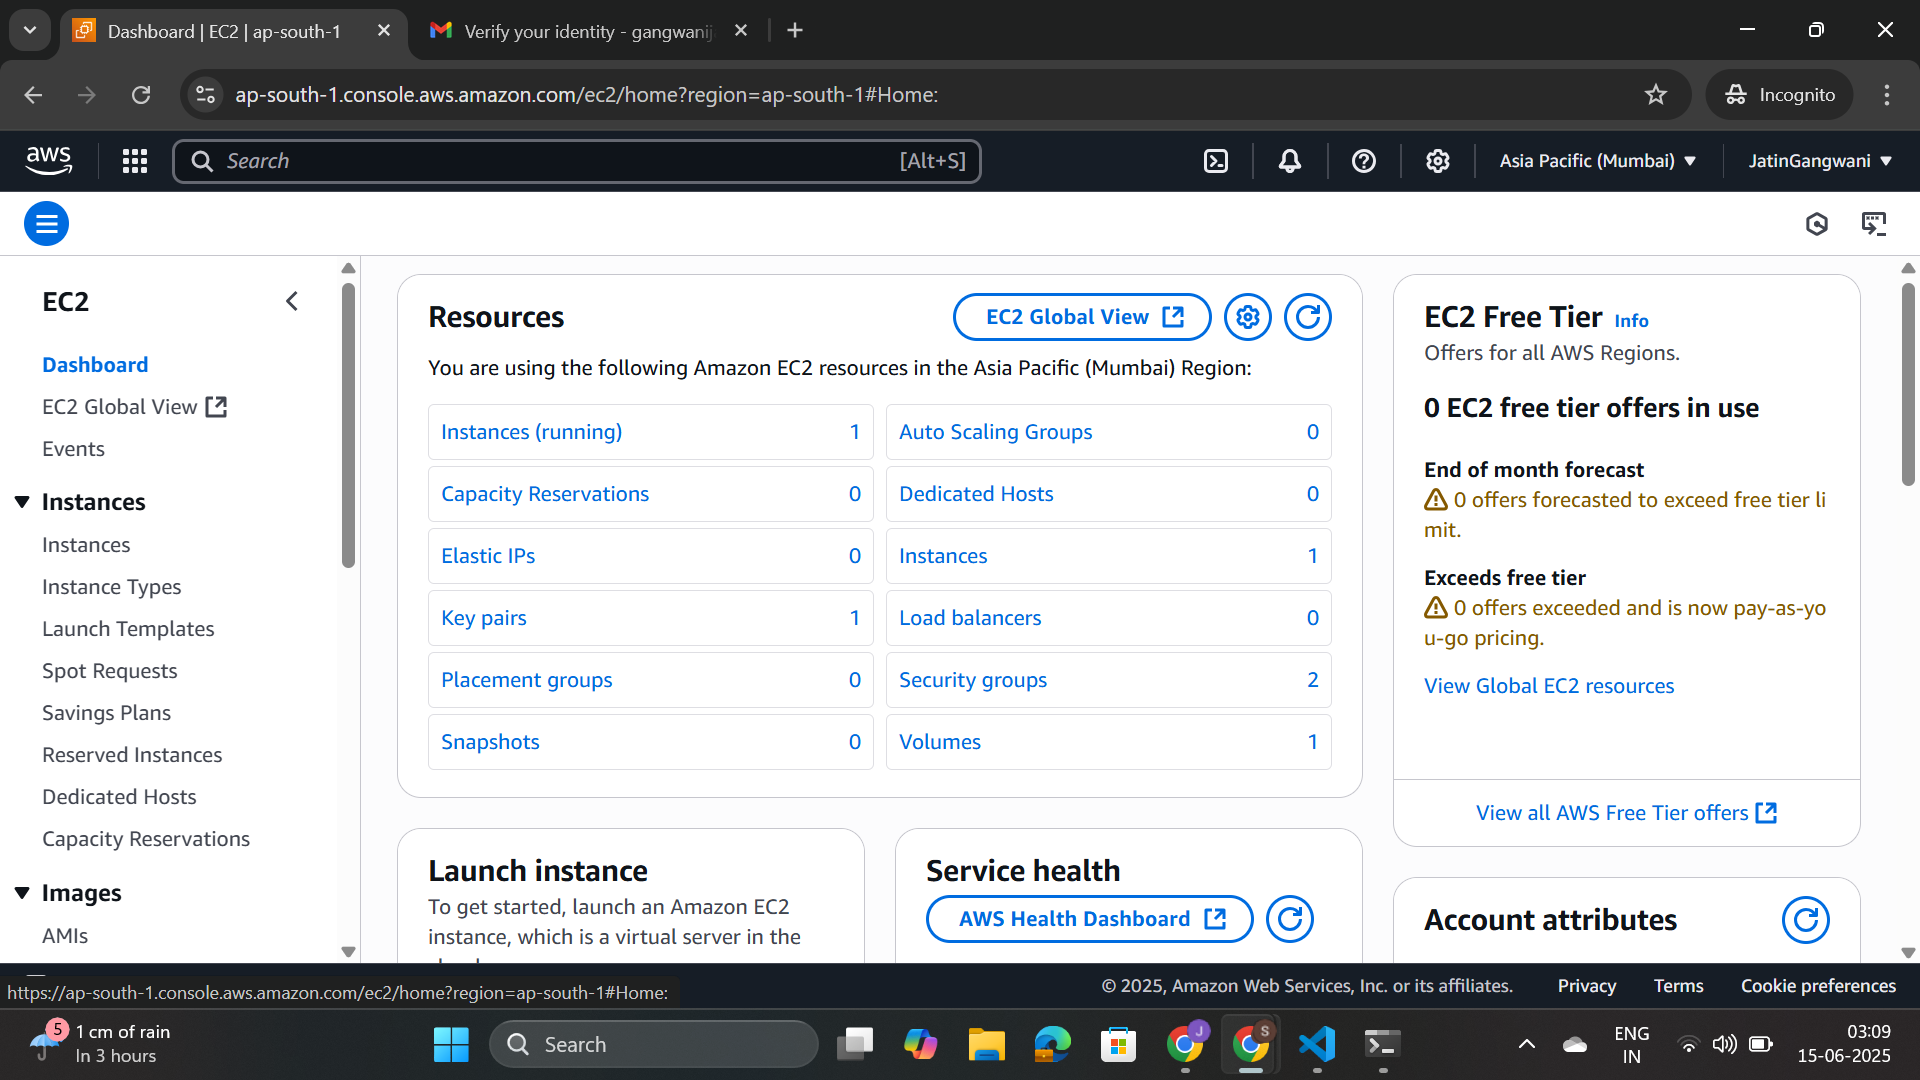 Dashboard | EC2 | ap-south-1
Verify your identity - gangwanij
ap-south-1.console.aws.amazon.com/ec2/home?region=ap-south-1#Home:
Incognito
aws
Search
[Alt+S]
Asia Pacific (Mumbai)
JatinGangwani
EC2
Dashboard
EC2 Global View
Events
Instances
Instances
Instance Types
Launch Templates
Spot Requests
Savings Plans
Reserved Instances
Dedicated Hosts
Capacity Reservations
Images
AMIs
Resources
EC2 Global View
You are using the following Amazon EC2 resources in the Asia Pacific (Mumbai) Region:
Instances (running) 1
Auto Scaling Groups 0
Capacity Reservations 0
Dedicated Hosts 0
Elastic IPs 0
Instances 1
Key pairs 1
Load balancers 0
Placement groups 0
Security groups 2
Snapshots 0
Volumes 1
Launch instance
To get started, launch an Amazon EC2
instance, which is a virtual server in the
Service health
AWS Health Dashboard
EC2 Free Tier Info
Offers for all AWS Regions.
0 EC2 free tier offers in use
End of month forecast
0 offers forecasted to exceed free tier li
mit.
Exceeds free tier
0 offers exceeded and is now pay-as-yo
u-go pricing.
View Global EC2 resources
View all AWS Free Tier offers
Account attributes
https://ap-south-1.console.aws.amazon.com/ec2/home?region=ap-south-1#Home:
© 2025, Amazon Web Services, Inc. or its affiliates.
Privacy
Terms
Cookie preferences
5
1 cm of rain
In 3 hours
Search
J
S
ENG
IN
03:09
15-06-2025